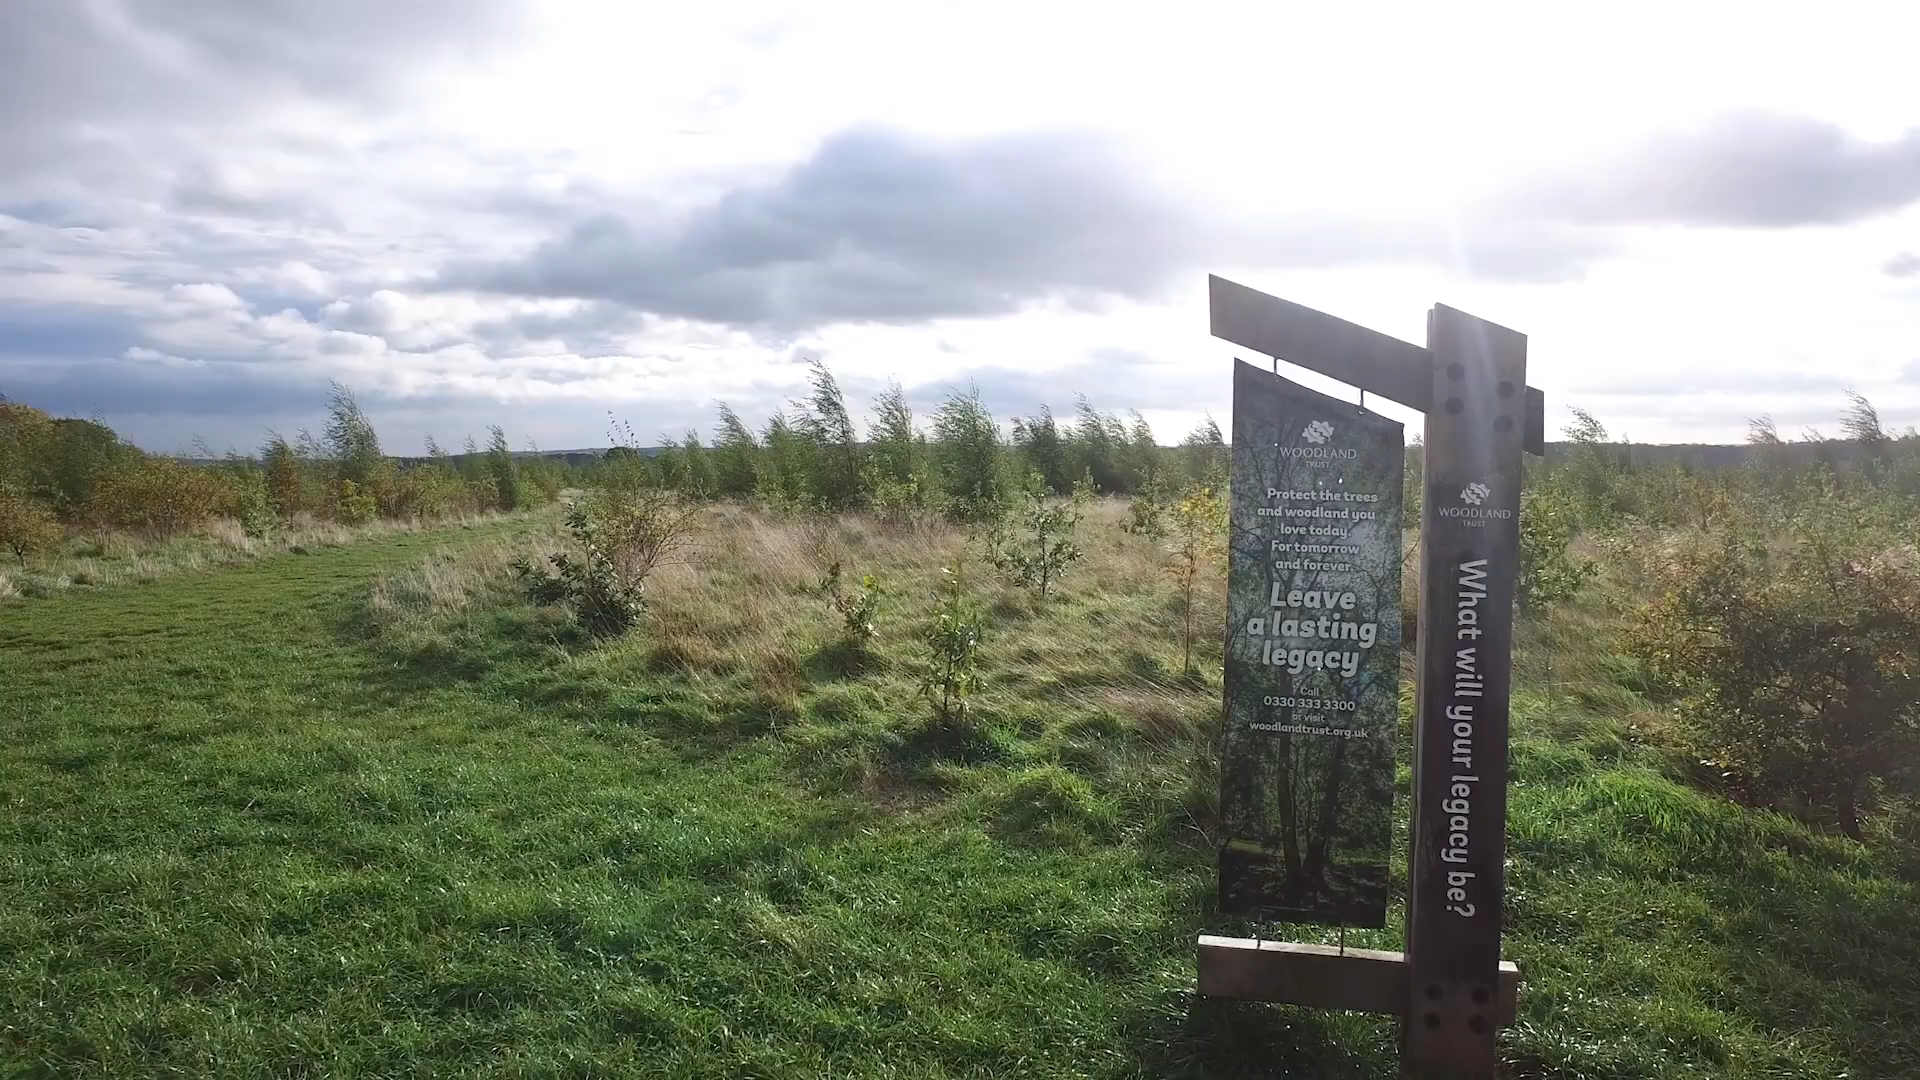 WOODLAND
TRUST
Protect the trees
and woodland you
love today.
For tomorrow
and forever.
Leave
a lasting
legacy
Call
0330 333 3300
or visit
woodlandtrust.org.uk
WOODLAND
TRUST
What will your legacy be?